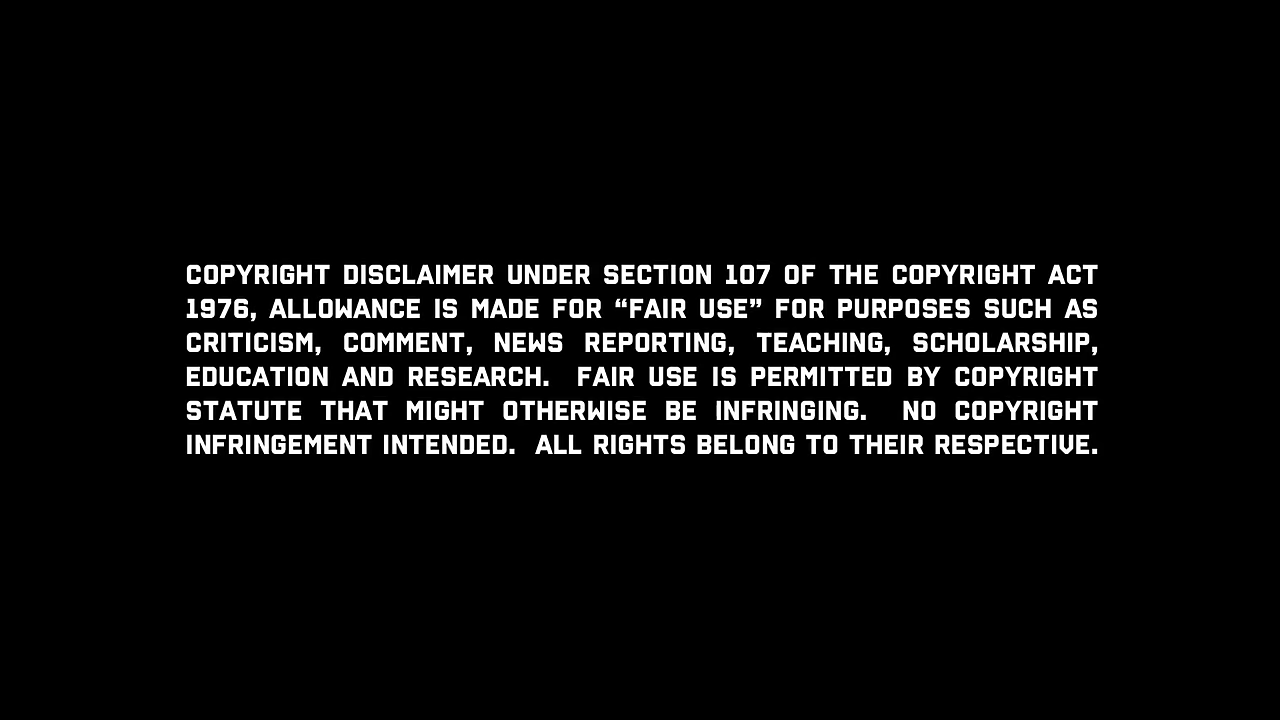 COPYRIGHT DISCLAIMER UNDER SECTION 107 OF THE COPYRIGHT ACT
1976, ALLOWANCE IS MADE FOR “FAIR USE” FOR PURPOSES SUCH AS
CRITICISM, COMMENT, NEWS REPORTING, TEACHING, SCHOLARSHIP,
EDUCATION AND RESEARCH.  FAIR USE IS PERMITTED BY COPYRIGHT
STATUTE THAT MIGHT OTHERWISE BE INFRINGING.  NO COPYRIGHT
INFRINGEMENT INTENDED.  ALL RIGHTS BELONG TO THEIR RESPECTIVE.